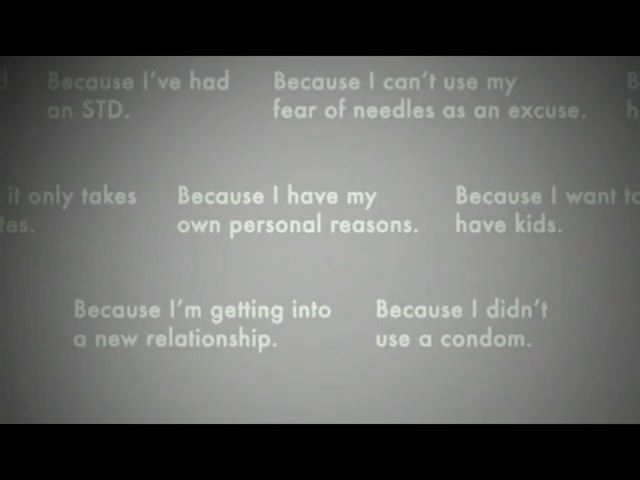 Because I've had
an STD.
Because I can't use my
fear of needles as an excuse.
it only takes
Because I have my
own personal reasons.
Because I want to
have kids.
Because I'm getting into
a new relationship.
Because I didn't
use a condom.